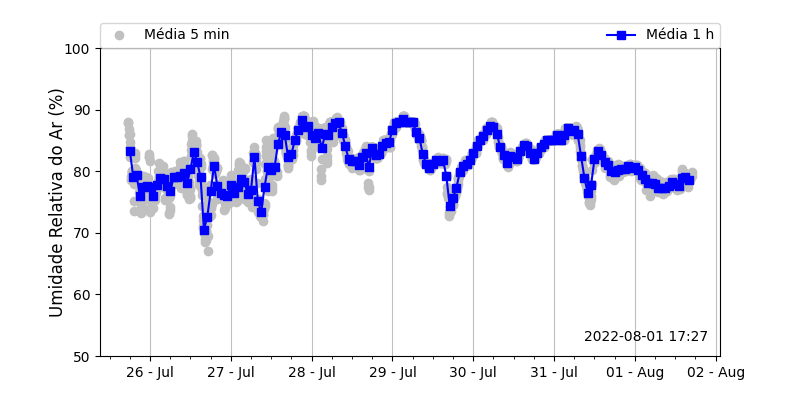 Média 5 min
Média 1 h
100
90
80
70
60
50
Umidade Relativa do Ar (%)
2022-08-01 17:27
26 - Jul
27 - Jul
28 - Jul
29 - Jul
30 - Jul
31 - Jul
01 - Aug
02 - Aug